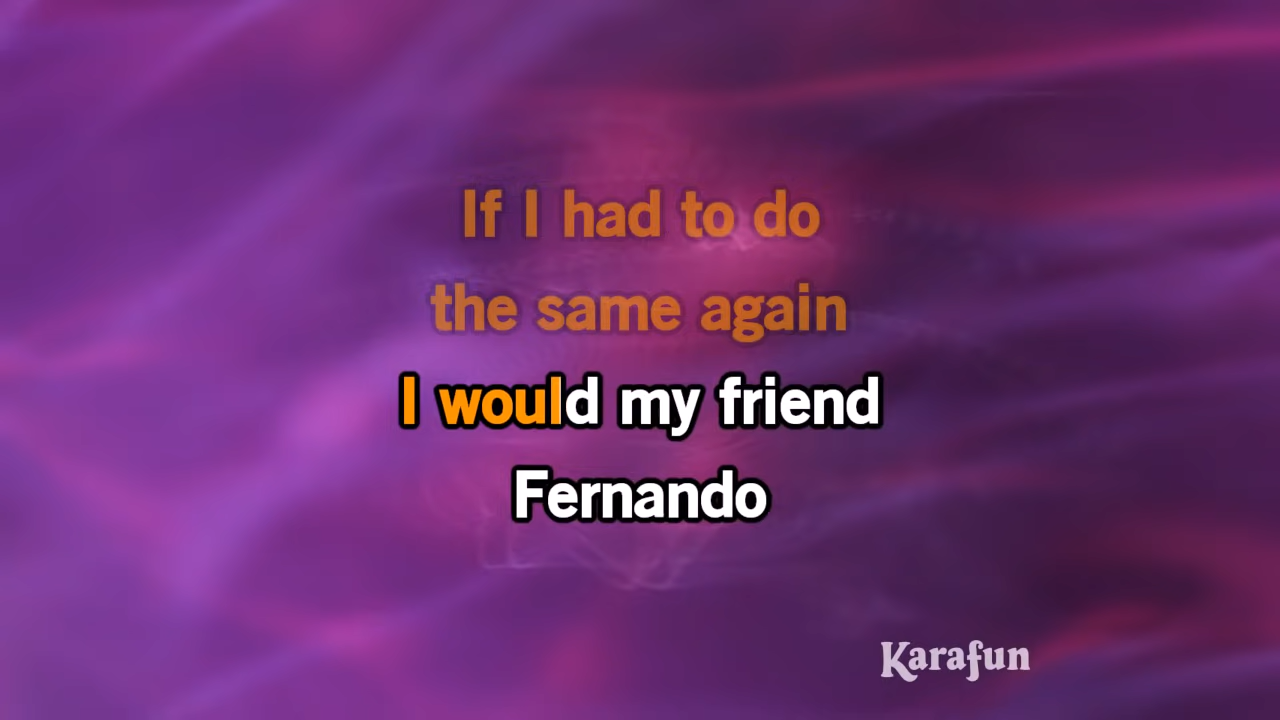 If I had to do
the same again
I would my friend
Fernando
Karafun